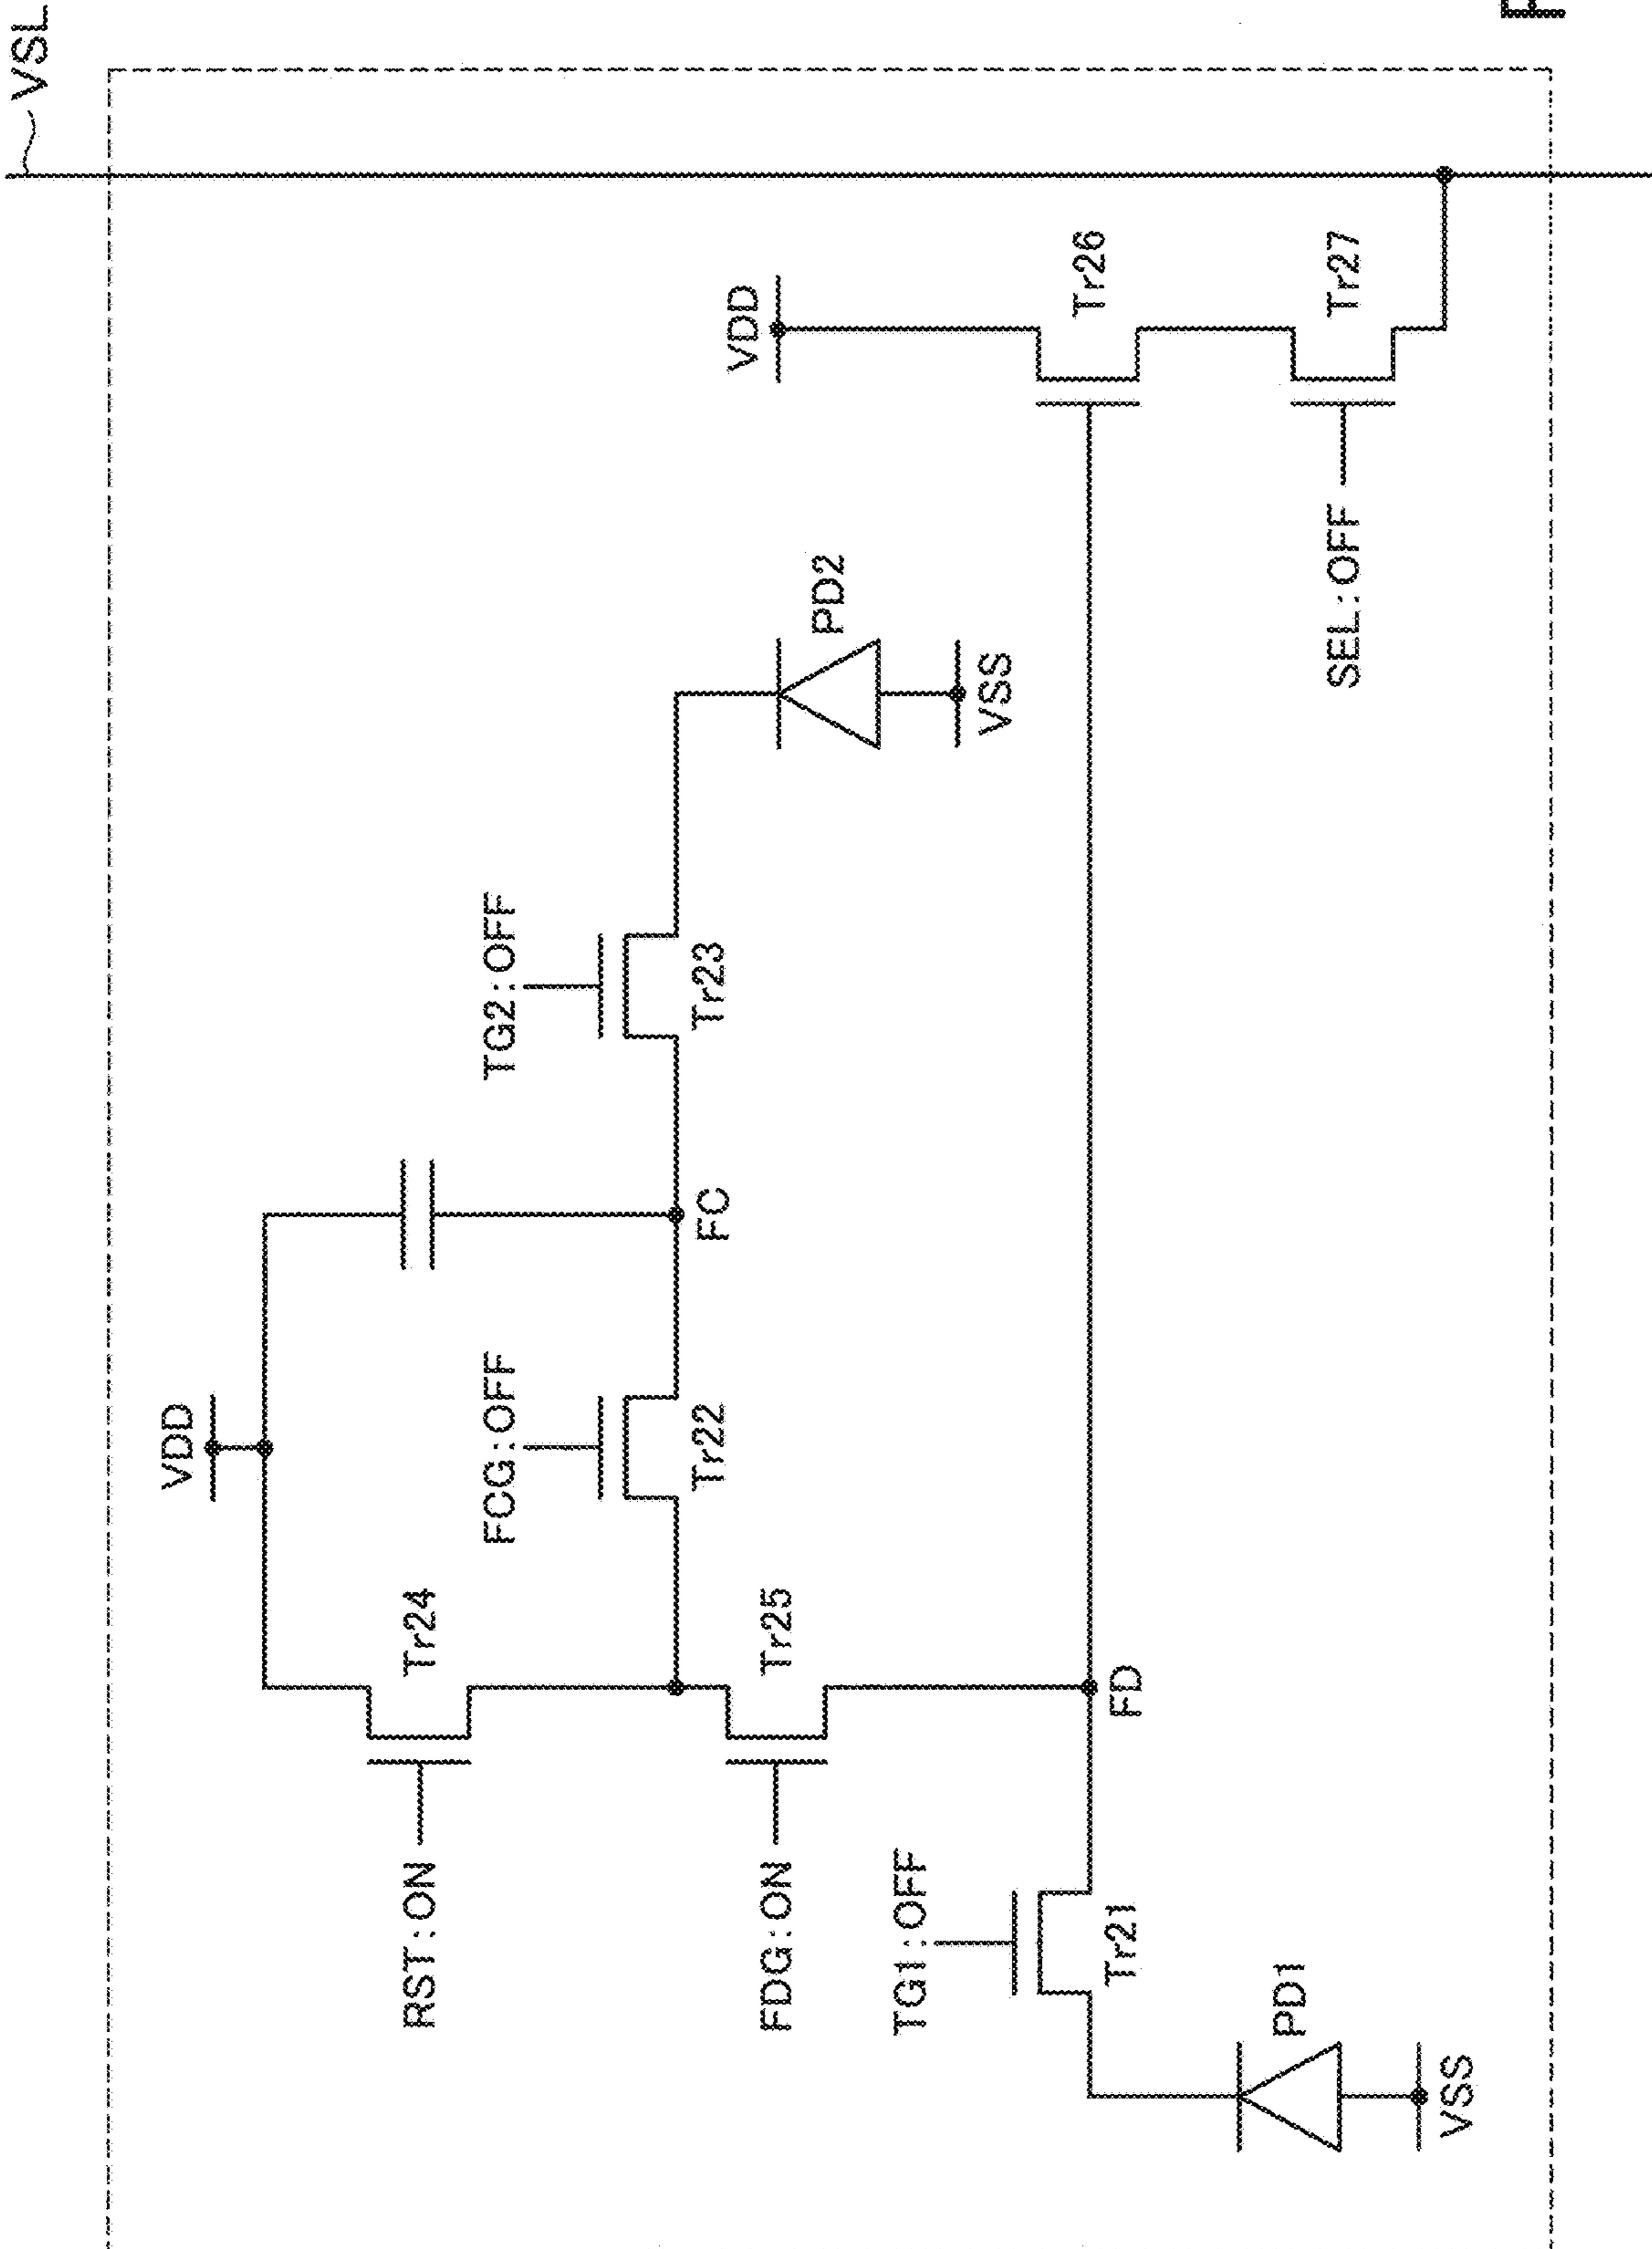 VSL
VDD
RST:ON
Tr24
FCG:OFF
TG2:OFF
Tr22
FC
Tr23
VDD
FDG:ON
Tr25
PD2
TG1:OFF
VSS
FD
Tr26
Tr21
PD1
SEL:OFF
Tr27
VSS